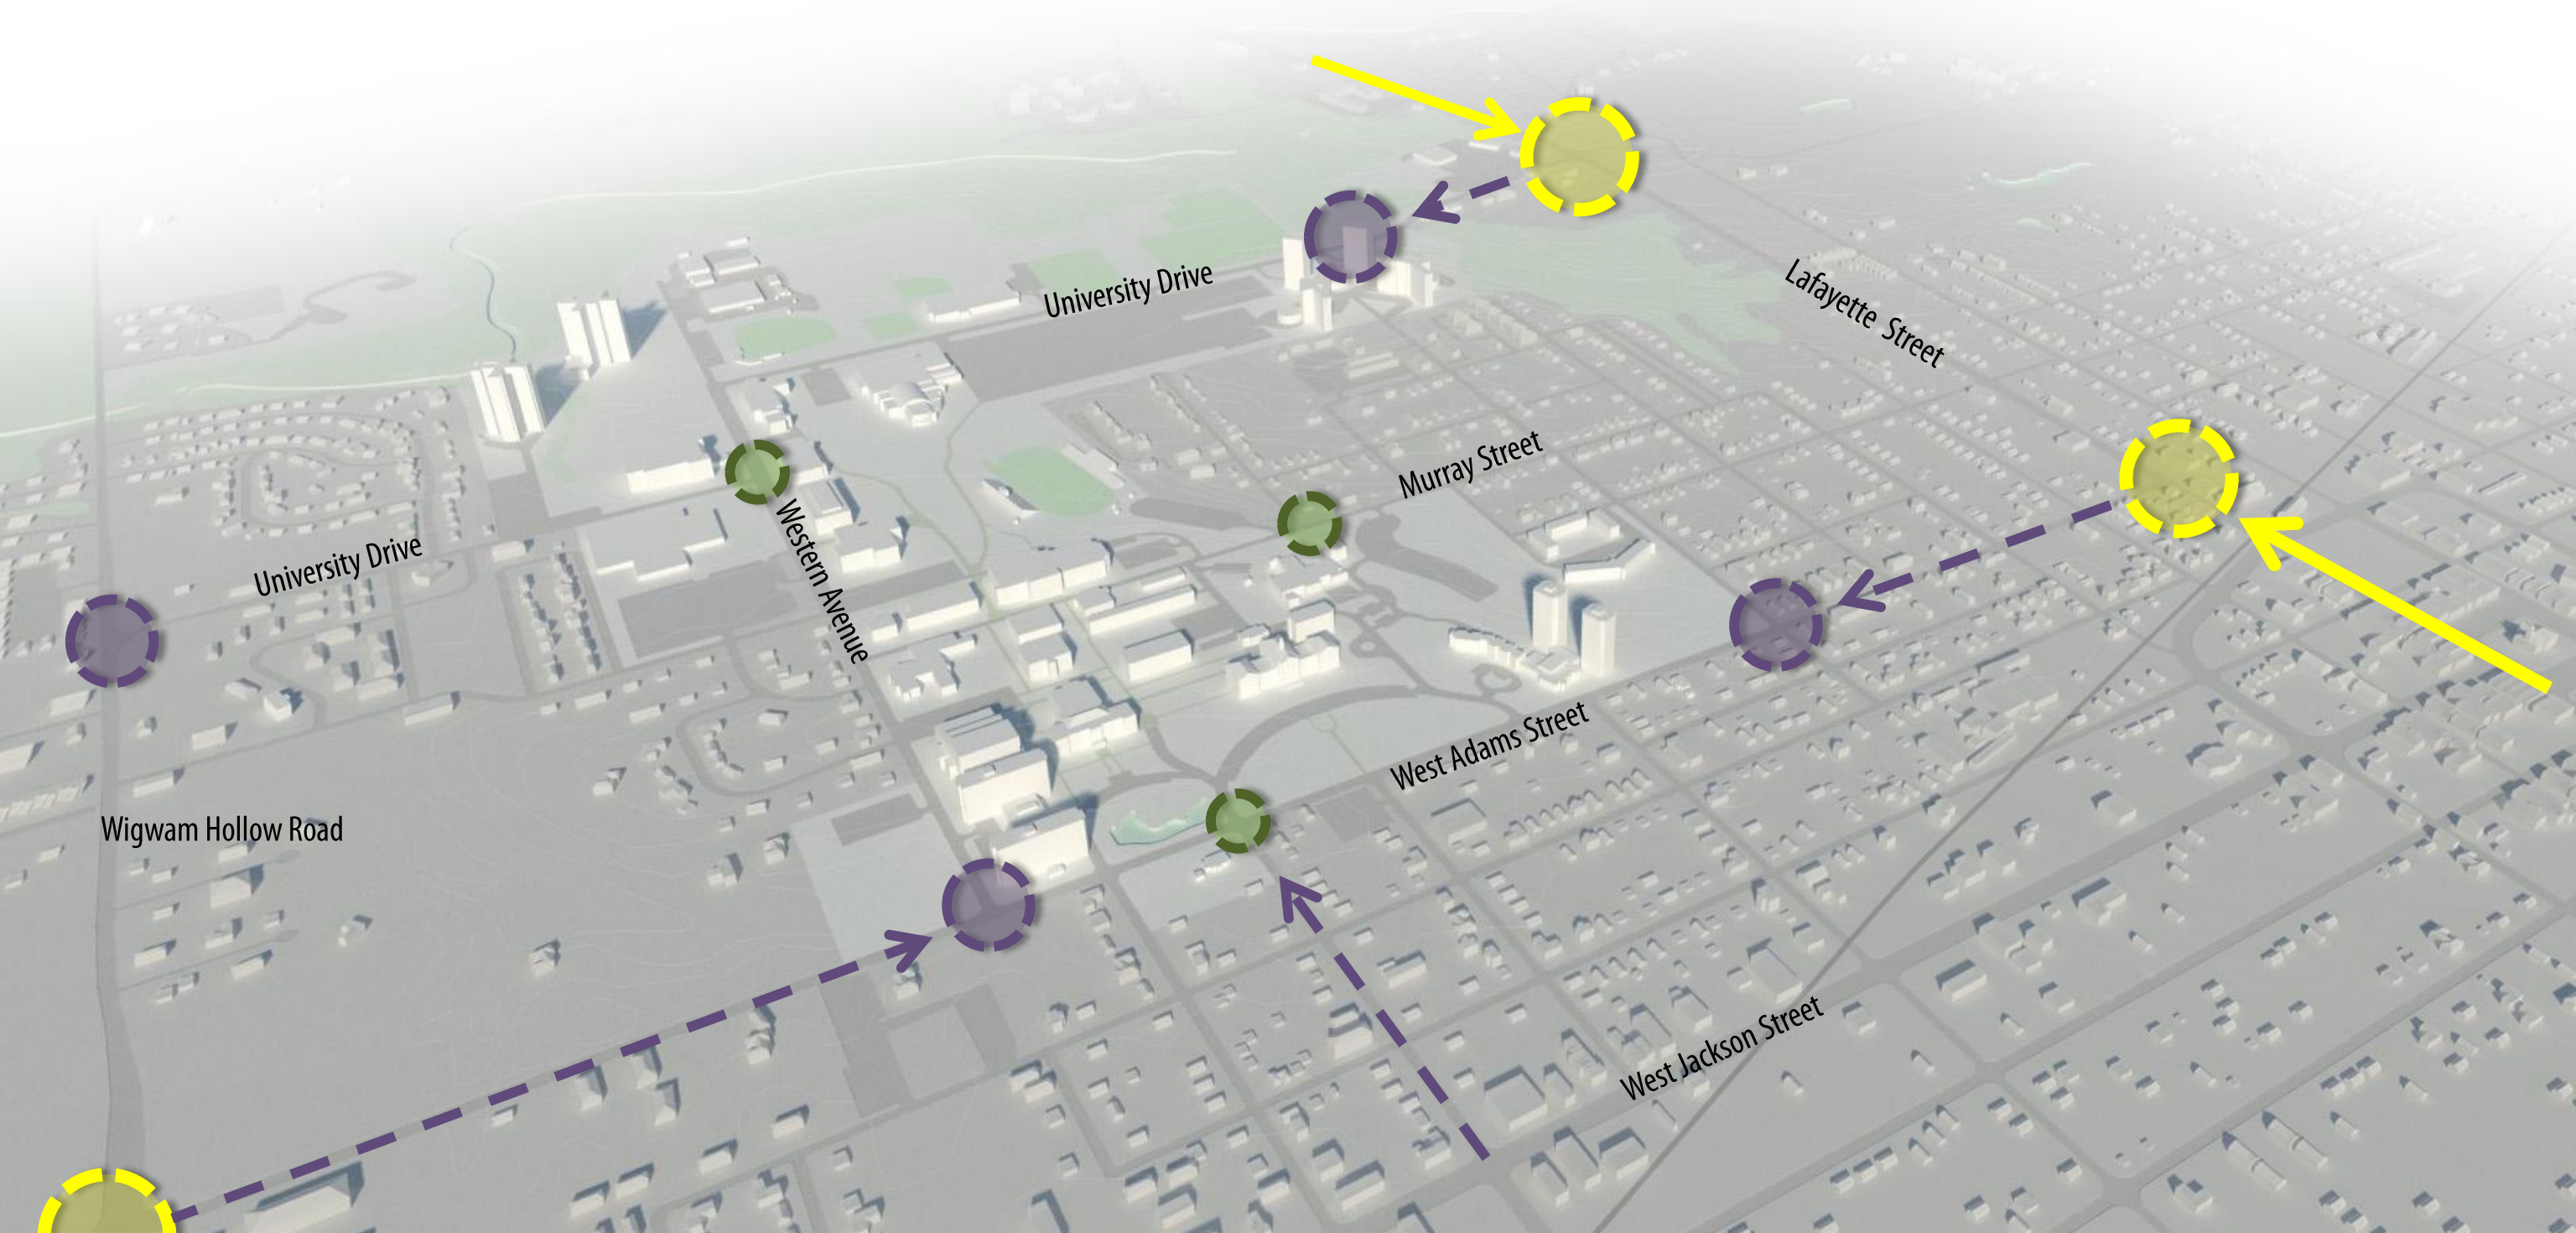 University Drive
Lafayette Street
Murray Street
Western Avenue
University Drive
West Adams Street
Wigwam Hollow Road
West Jackson Street